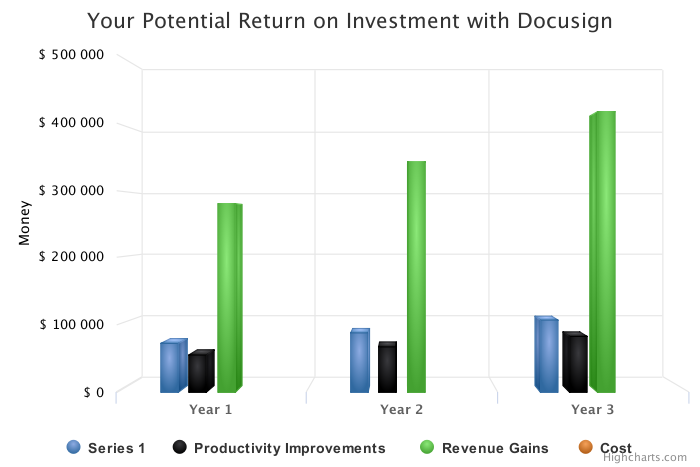 Your Potential Return on Investment with Docusign
$ 500 000
$ 400 000
$ 300 000
$ 200 000
$ 100 000
$ 0
Money
Year 1
Year 2
Year 3
Series 1
Productivity Improvements
Revenue Gains
Cost
Highcharts.com